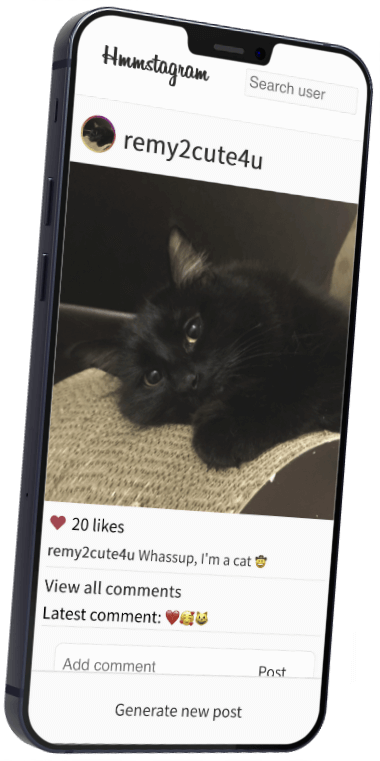 Hmmstagram
Search user
remy2cute4u
❤️ 20 likes
remy2cute4u Whassup, I'm a cat 🤠
View all comments
Latest comment: ❤️🥰😺
Add comment
Post
Generate new post